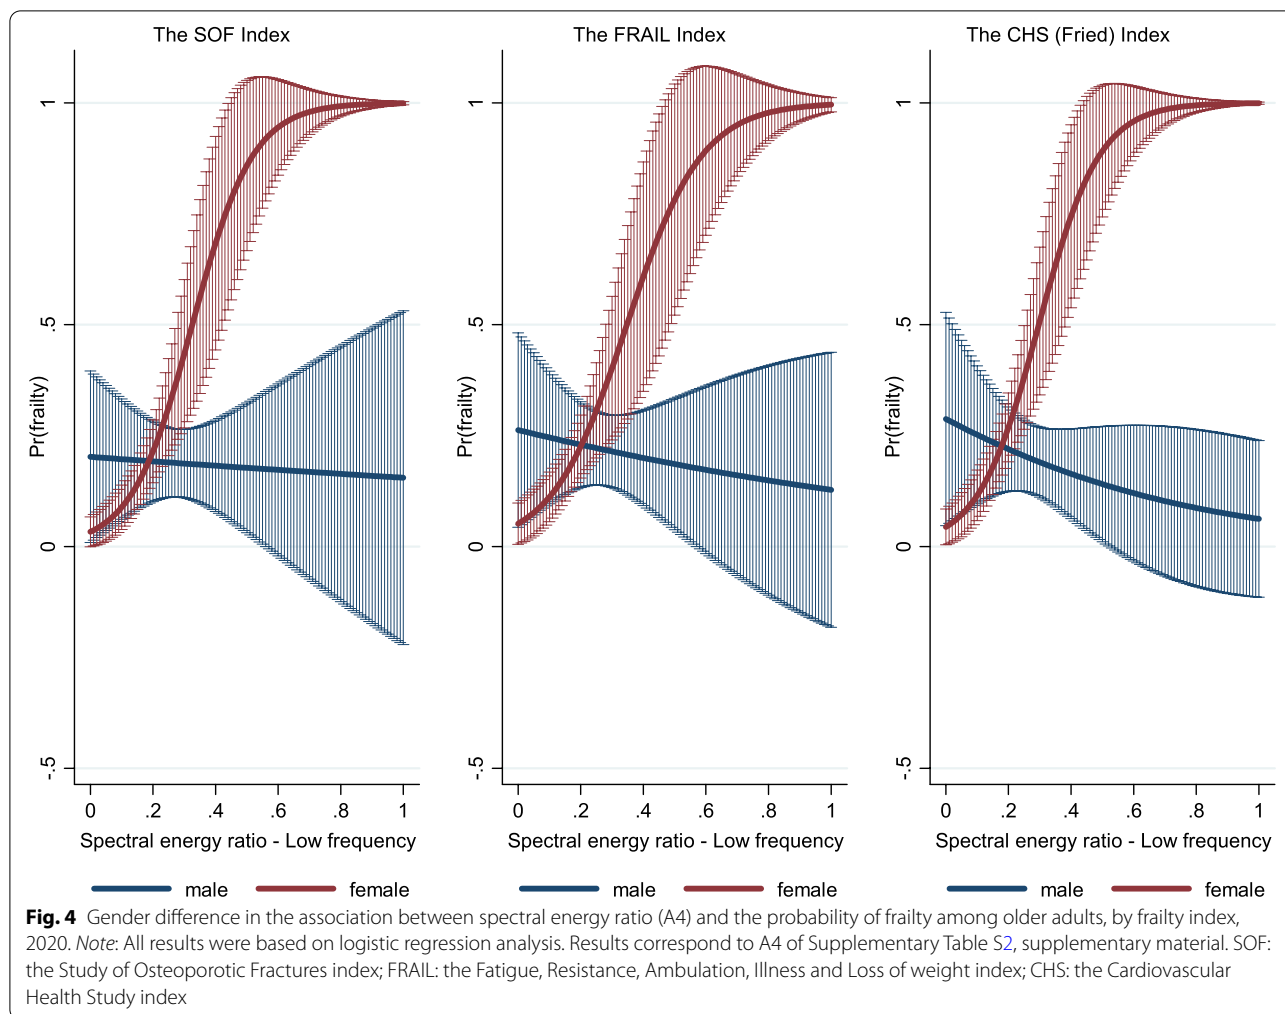 The SOF Index
The FRAIL Index
The CHS (Fried) Index
Pr(frailty)
1
.5
0
-.5
0 .2 .4 .6 .8 1
Spectral energy ratio - Low frequency
male female
Pr(frailty)
1
.5
0
-.5
0 .2 .4 .6 .8 1
Spectral energy ratio - Low frequency
male female
Pr(frailty)
1
.5
0
-.5
0 .2 .4 .6 .8 1
Spectral energy ratio - Low frequency
male female
Fig. 4 Gender difference in the association between spectral energy ratio (A4) and the probability of frailty among older adults, by frailty index,
2020. Note: All results were based on logistic regression analysis. Results correspond to A4 of Supplementary Table S2, supplementary material. SOF:
the Study of Osteoporotic Fractures index; FRAIL: the Fatigue, Resistance, Ambulation, Illness and Loss of weight index; CHS: the Cardiovascular
Health Study index